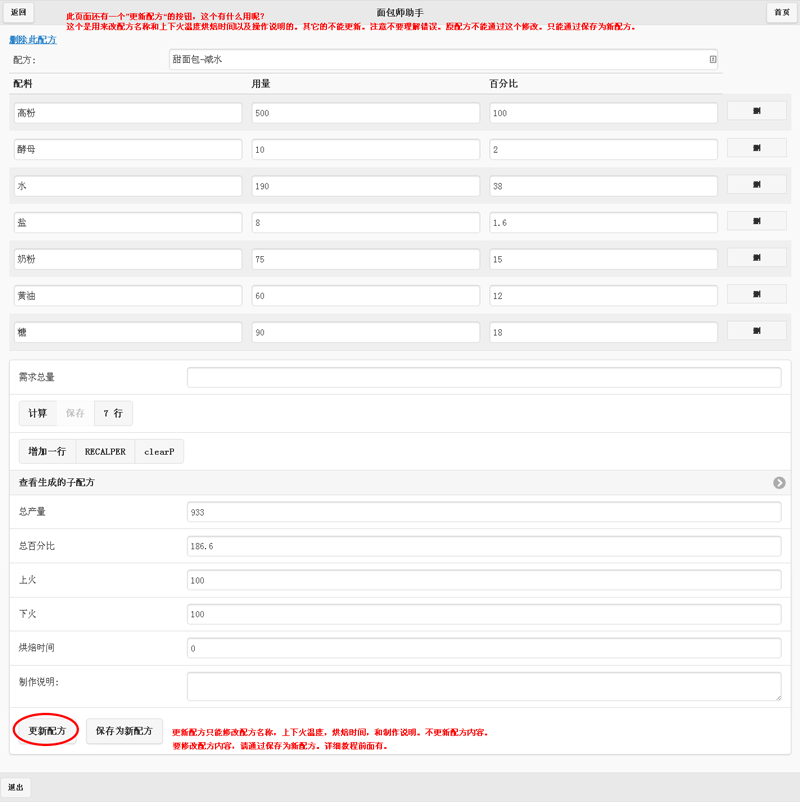 返回
此页面还有一个"更新配方"的按钮，这个有什么用呢？
面包师助手
首页
这个是用来改配方名称和上下火温度烘焙时间以及操作说明的。其它的不能更新。注意不要理解错误。原配方不能通过这个修改。只能通过保存为新配方。
删除此配方
配方： 甜面包-减水
配料 用量 百分比
高粉 500 100 删
酵母 10 2 删
水 190 38 删
盐 8 1.6 删
奶粉 75 15 删
黄油 60 12 删
糖 90 18 删
需求总量
计算 保存 7 行
增加一行 RECALPER clearP
查看生成的子配方
总产量 933
总百分比 186.6
上火 100
下火 100
烘焙时间 0
制作说明：
更新配方 保存为新配方
更新配方只能修改配方名称，上下火温度，烘焙时间，和制作说明。不更新配方内容。
要修改配方内容，请通过保存为新配方。详细教程前面有。
退出